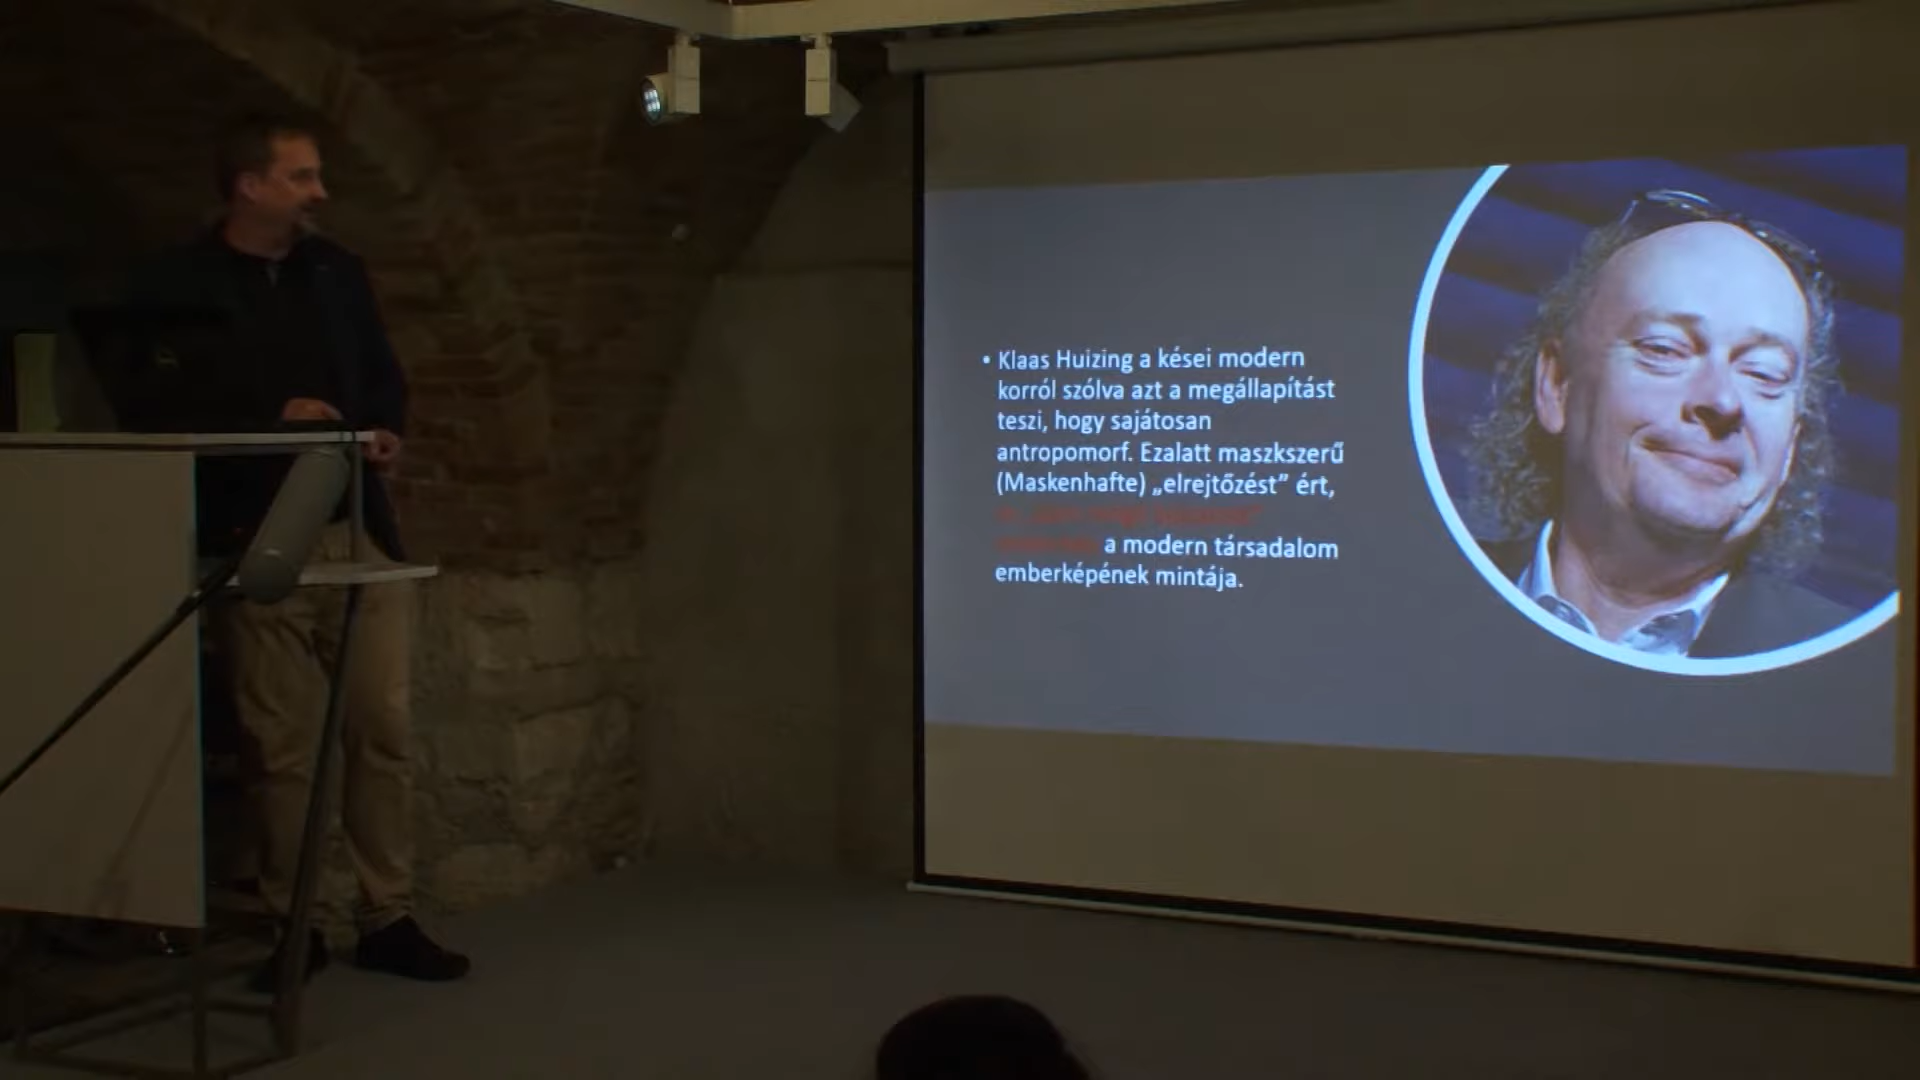 • Klaas Huizing a kései modern
korról szólva azt a megállapítást
teszi, hogy sajátosan
antropomorf. Ezalatt maszkszerű
(Maskenhafte) „elrejtőzést” ért,
a modern társadalom
emberképének mintája.